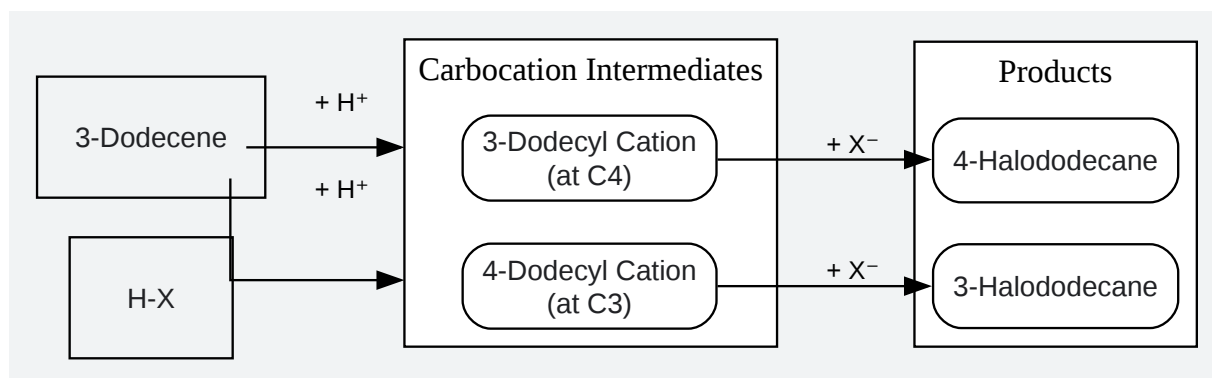 3-Dodecene
H-X
+ H⁺
+ H⁺
Carbocation Intermediates
3-Dodecyl Cation
(at C4)
4-Dodecyl Cation
(at C3)
+ X⁻
+ X⁻
Products
4-Halododecane
3-Halododecane